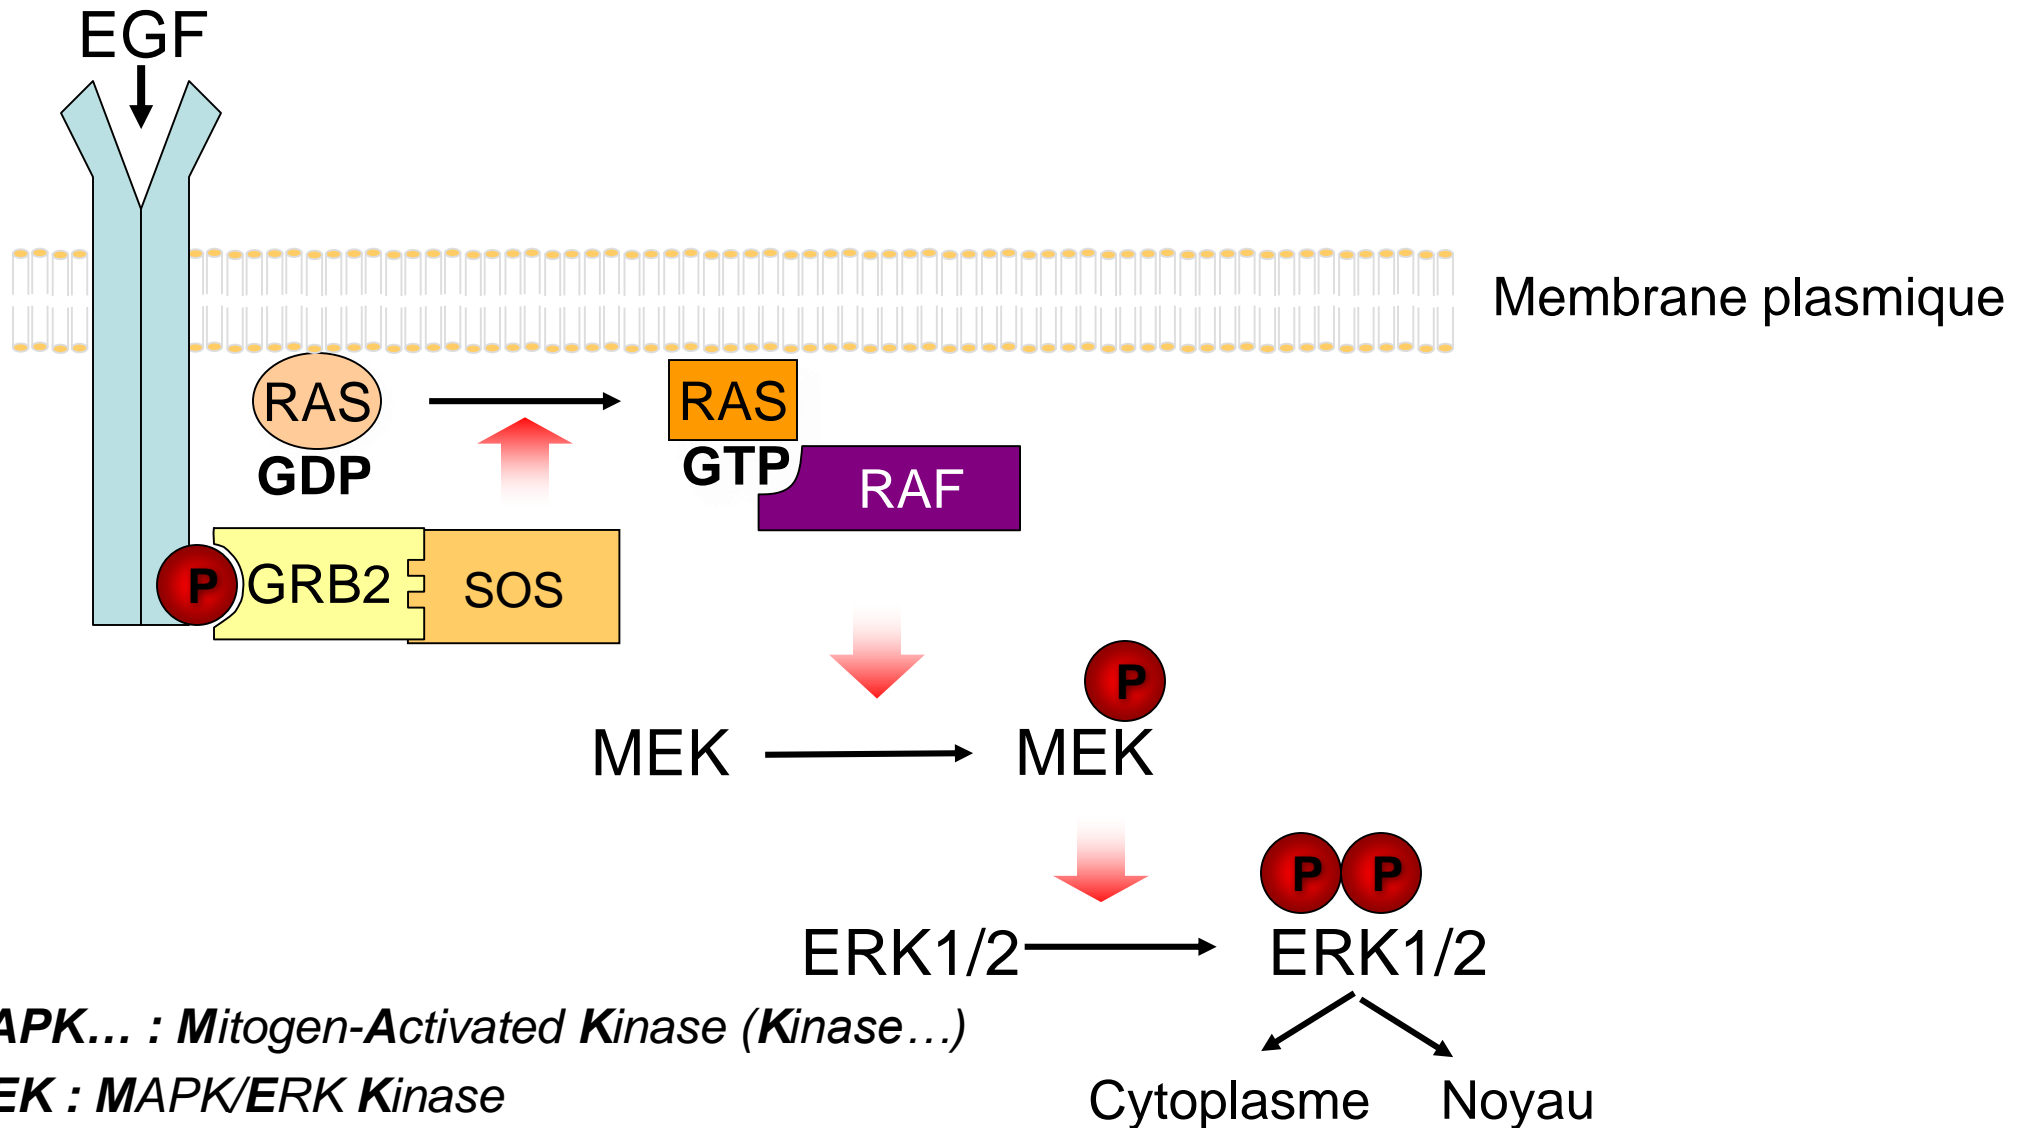 EGF
Membrane plasmique
RAS
RAS
GDP
GTP
RAF
P
GRB2
SOS
P
MEK
MEK
P
P
ERK1/2
ERK1/2
APK... : Mitogen-Activated Kinase (Kinase...)
EK : MAPK/ERK Kinase
Cytoplasme
Noyau